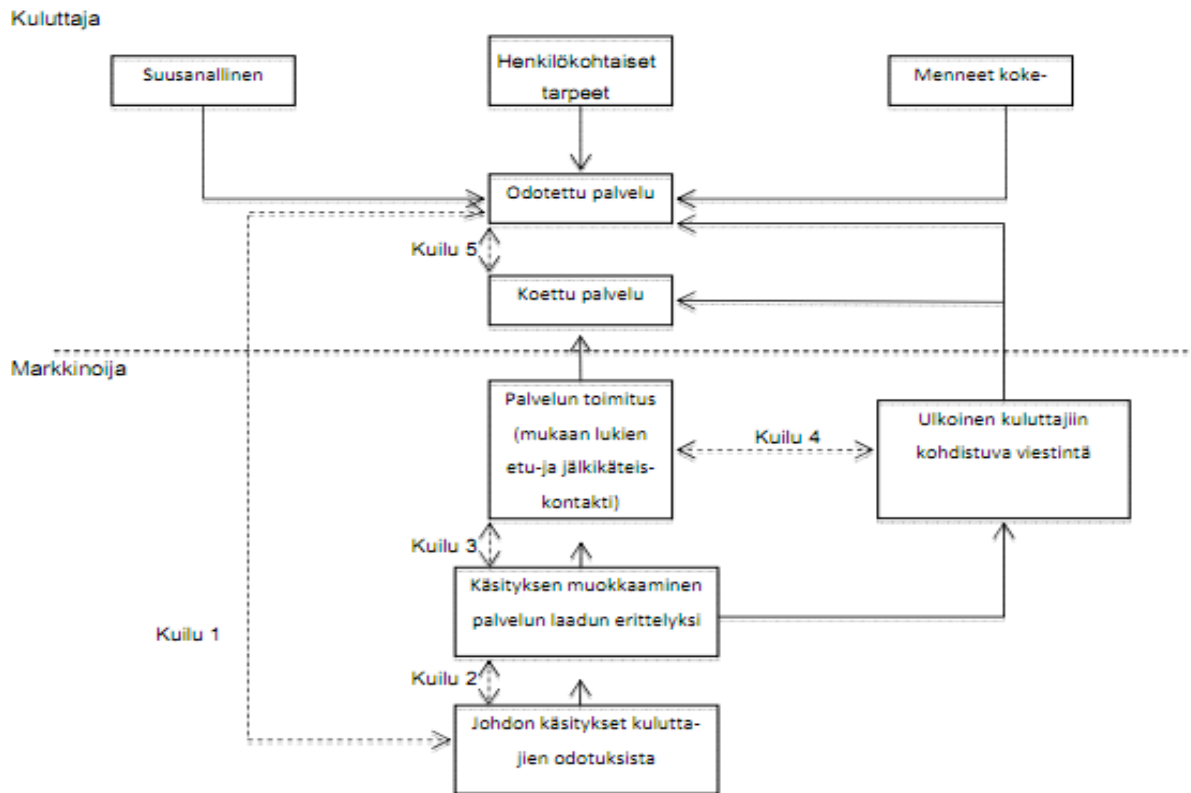 Kuluttaja
Suusanallinen
Henkilökohtaiset
tarpeet
Menneet koke-
Odotettu palvelu
Kuilu 5
Koettu palvelu
Markkinoija
Palvelun toimitus
(mukaan lukien
etu-ja jälkikäteis-
kontakti)
Kuilu 4
Ulkoinen kuluttajiin
kohdistuva viestintä
Kuilu 3
Käsityksen muokkaaminen
palvelun laadun erittelyksi
Kuilu 1
Kuilu 2
Johdon käsitykset kulutta-
jien odotuksista